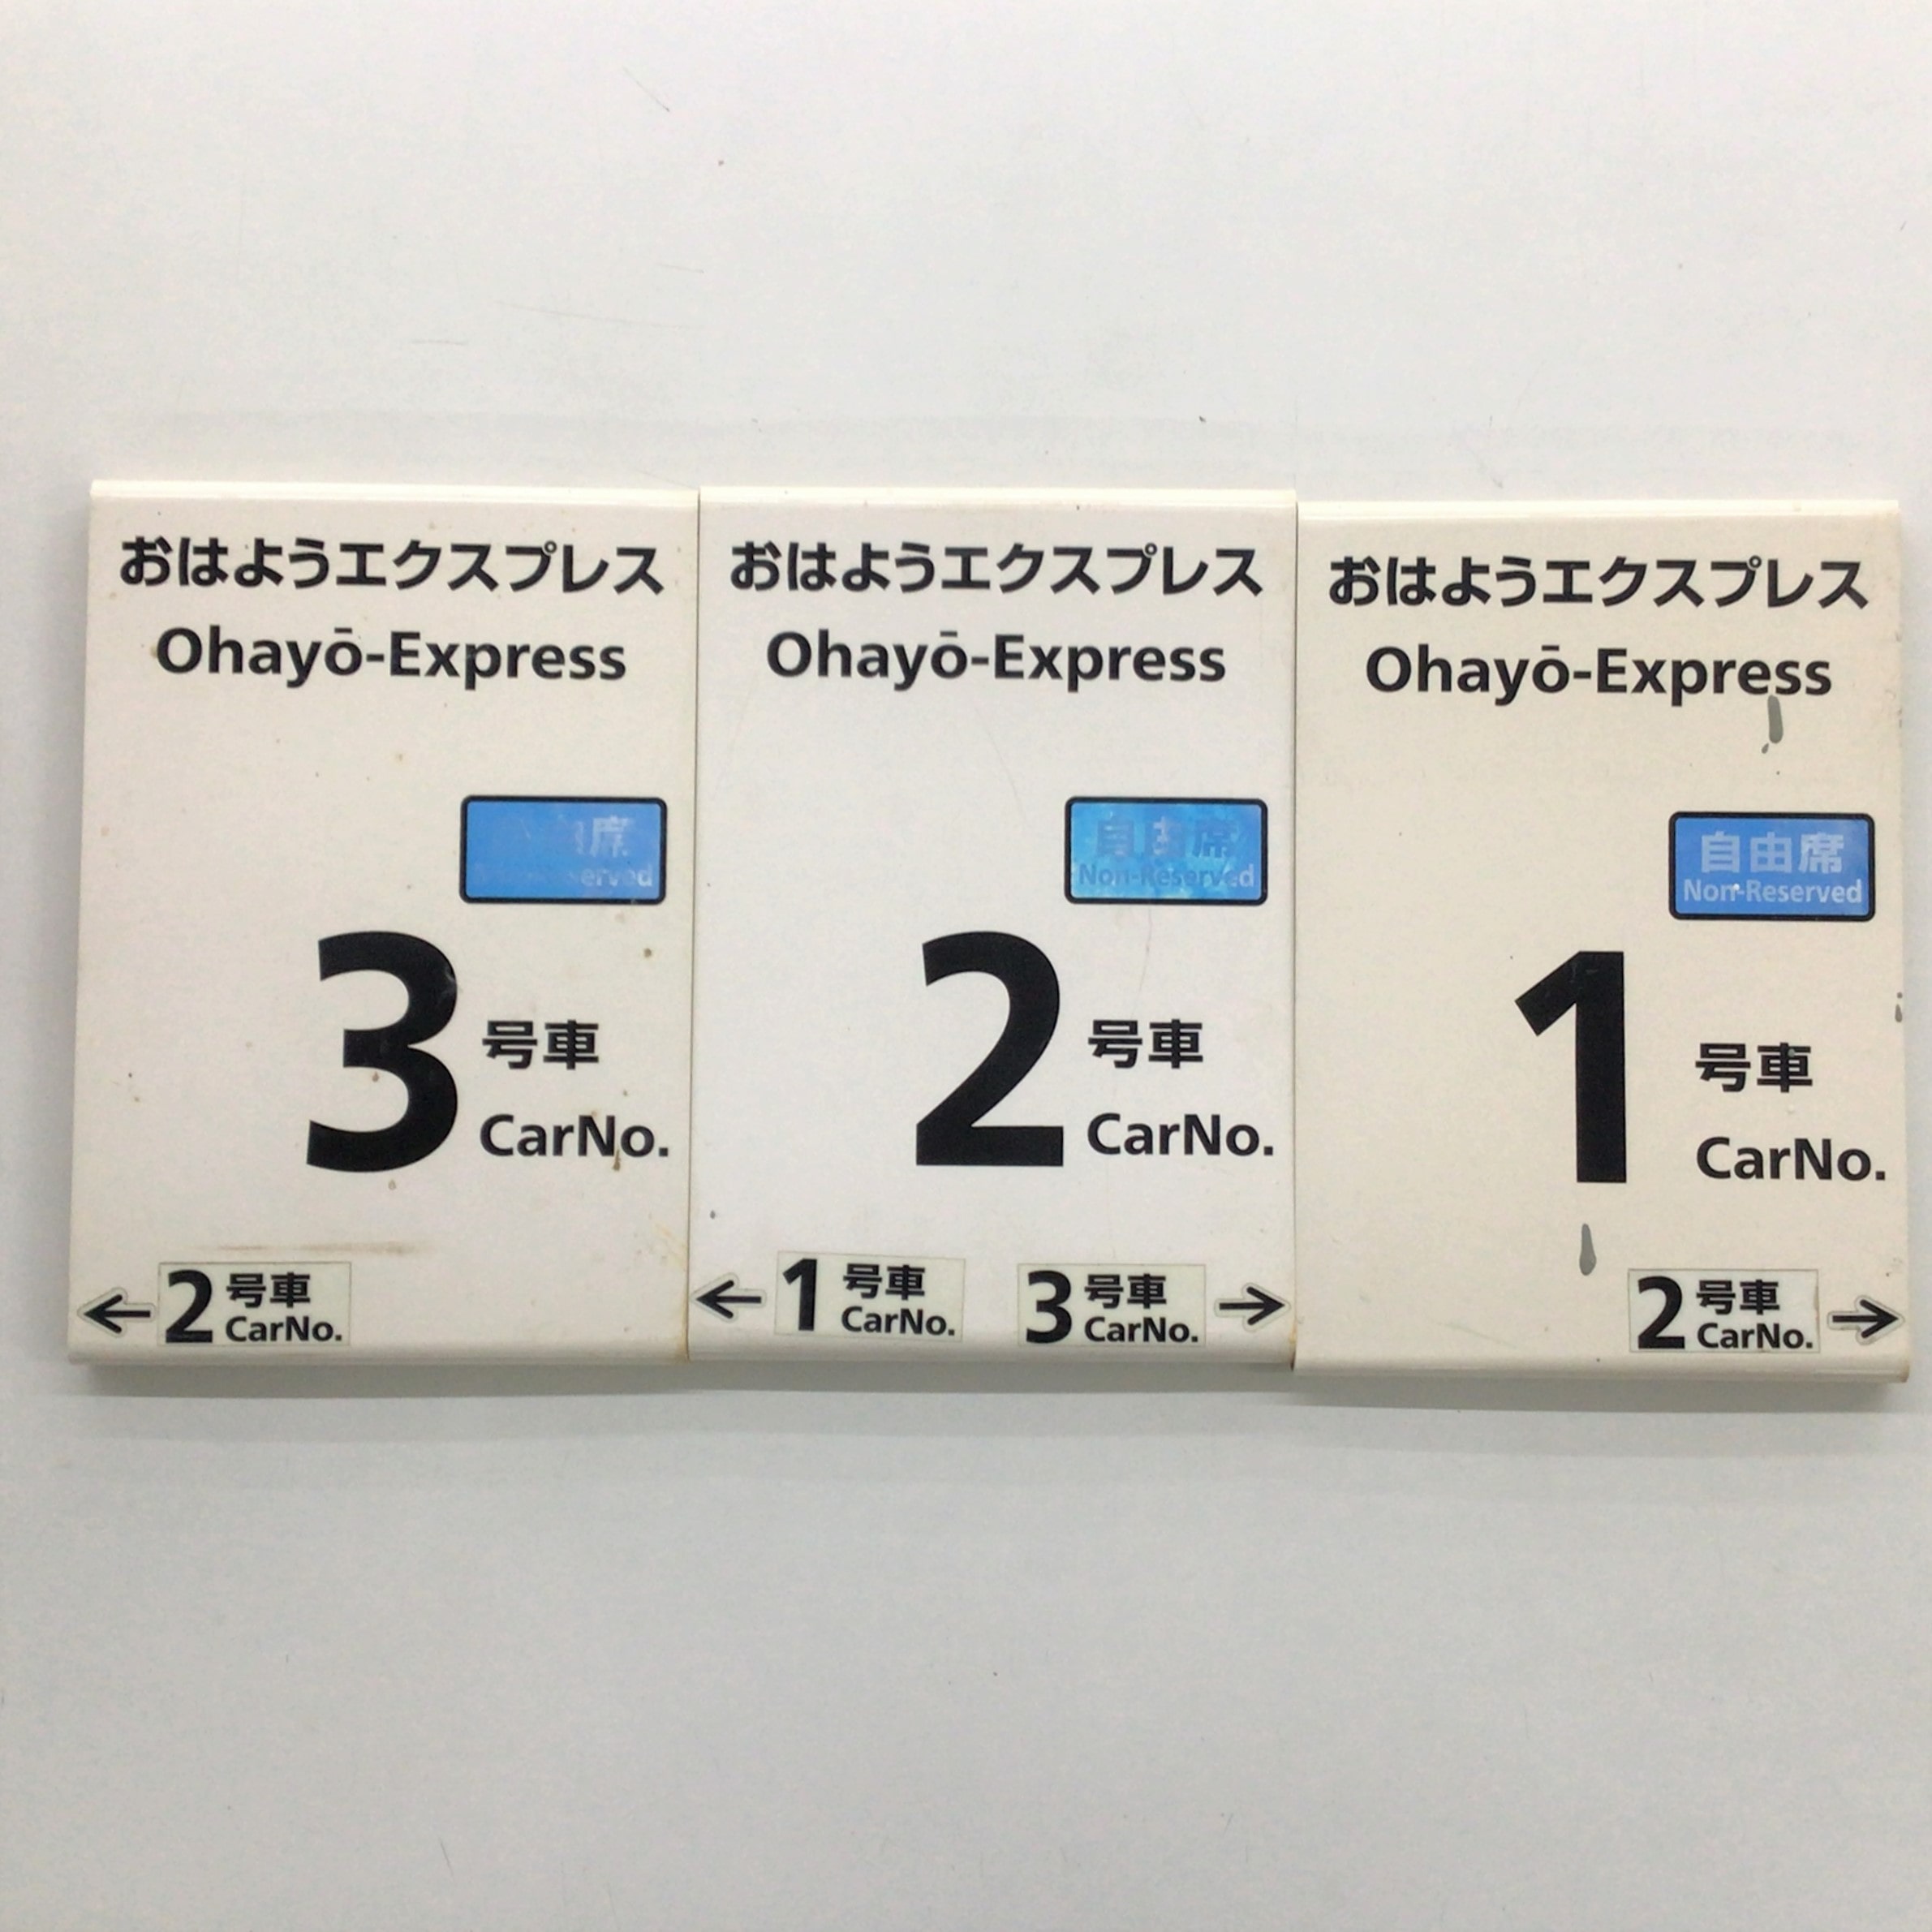 おはようエクスプレス
Ohayō-Express
席
erved
3 号車
CarNo.
← 2 号車
CarNo.
おはようエクスプレス
Ohayō-Express
自由席
Non-Reserved
2 号車
CarNo.
← 1 号車
CarNo.
3 号車 →
CarNo.
おはようエクスプレス
Ohayō-Express
自由席
Non-Reserved
1 号車
CarNo.
2 号車 →
CarNo.